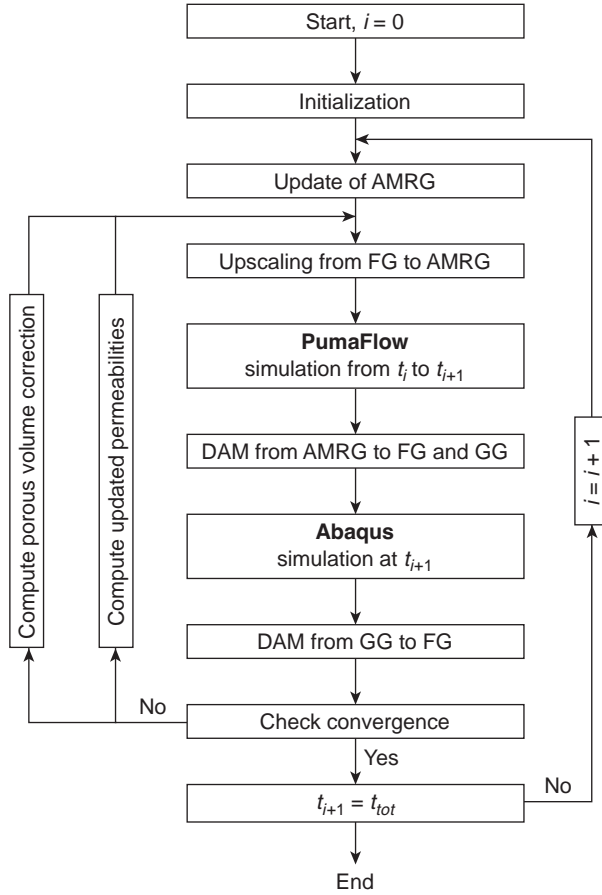 Start, i = 0
Initialization
Update of AMRG
Upscaling from FG to AMRG
PumaFlow
simulation from tᵢ to tᵢ₊₁
DAM from AMRG to FG and GG
Abaqus
simulation at tᵢ₊₁
DAM from GG to FG
Check convergence
Compute porous volume correction
Compute updated permeabilities
No
Yes
tᵢ₊₁ = tₜₒₜ
No
i = i + 1
End